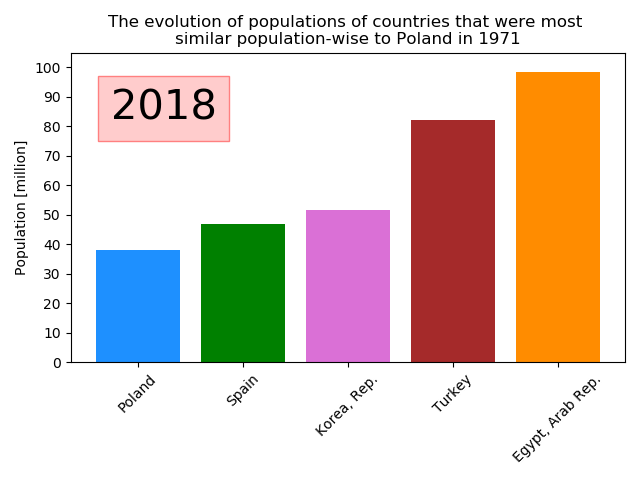 The evolution of populations of countries that were most
similar population-wise to Poland in 1971
2018
Population [million]
100
90
80
70
60
50
40
30
20
10
0
Poland
Spain
Korea, Rep.
Turkey
Egypt, Arab Rep.